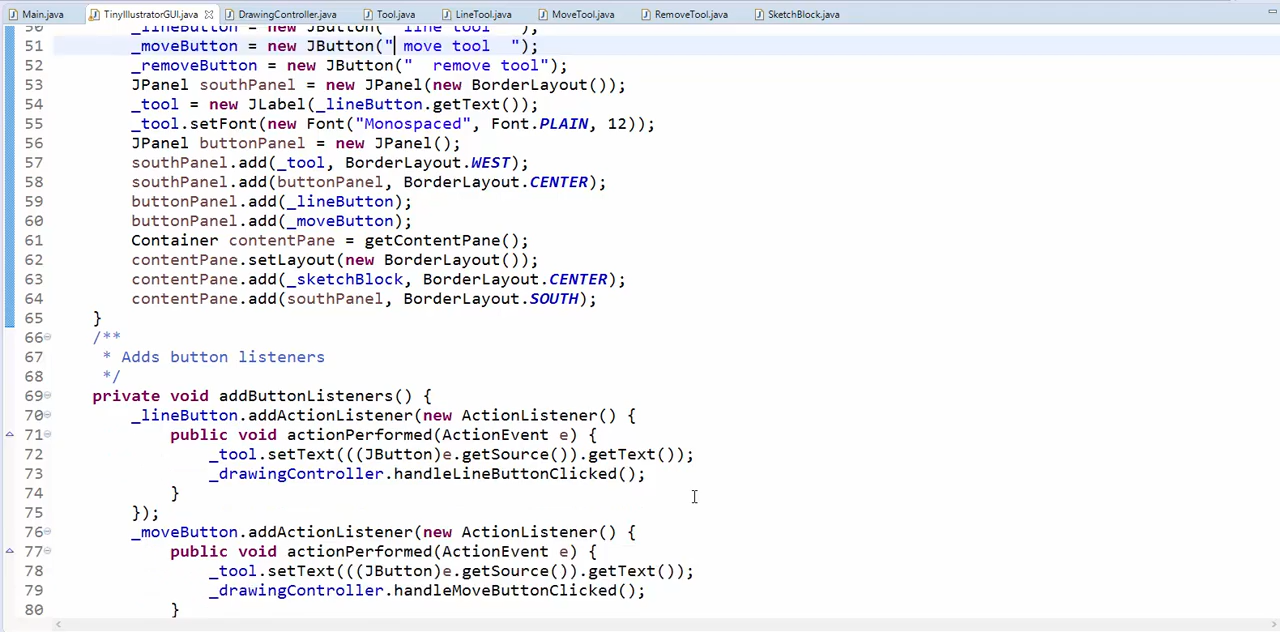 Main.java TinyIllustratorGUI.java DrawingController.java Tool.java LineTool.java MoveTool.java RemoveTool.java SketchBlock.java
50 _lineButton = new JButton(" line tool ");
51 _moveButton = new JButton(" move tool  ");
52 _removeButton = new JButton("  remove tool");
53 JPanel southPanel = new JPanel(new BorderLayout());
54 _tool = new JLabel(_lineButton.getText());
55 _tool.setFont(new Font("Monospaced", Font.PLAIN, 12));
56 JPanel buttonPanel = new JPanel();
57 southPanel.add(_tool, BorderLayout.WEST);
58 southPanel.add(buttonPanel, BorderLayout.CENTER);
59 buttonPanel.add(_lineButton);
60 buttonPanel.add(_moveButton);
61 Container contentPane = getContentPane();
62 contentPane.setLayout(new BorderLayout());
63 contentPane.add(_sketchBlock, BorderLayout.CENTER);
64 contentPane.add(southPanel, BorderLayout.SOUTH);
65 }
66 /**
67 * Adds button listeners
68 */
69 private void addButtonListeners() {
70 _lineButton.addActionListener(new ActionListener() {
71 public void actionPerformed(ActionEvent e) {
72 _tool.setText(((JButton)e.getSource()).getText());
73 _drawingController.handleLineButtonClicked();
74 }
75 });
76 _moveButton.addActionListener(new ActionListener() {
77 public void actionPerformed(ActionEvent e) {
78 _tool.setText(((JButton)e.getSource()).getText());
79 _drawingController.handleMoveButtonClicked();
80 }